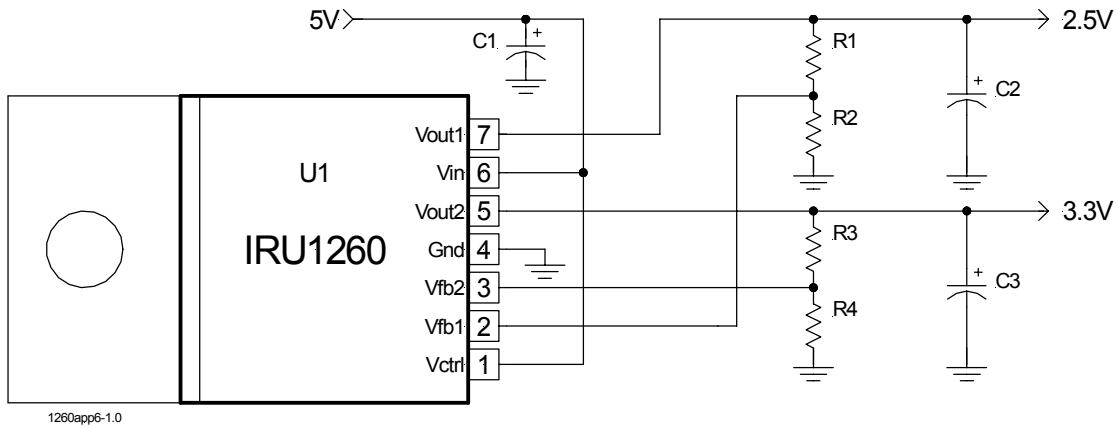 5V
C1
+
R1
2.5V
+
C2
R2
Vout1 7
U1
Vin 6
Vout2 5
3.3V
IRU1260
R3
Gnd 4
+
C3
Vfb2 3
R4
Vfb1 2
Vctrl 1
1260app6-1.0